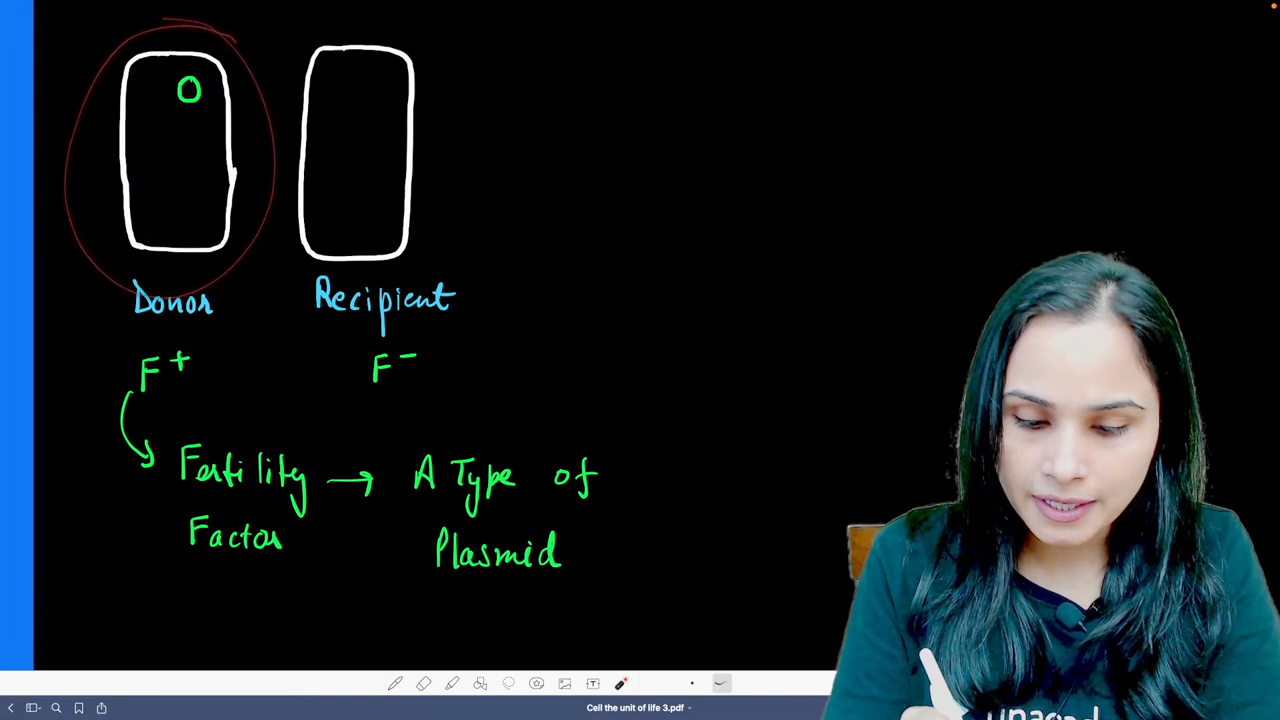 O
Donor
Recipient
F +
F -
Fertility → A Type of
Factor
Plasmid
Cell the unit of life 3.pdf